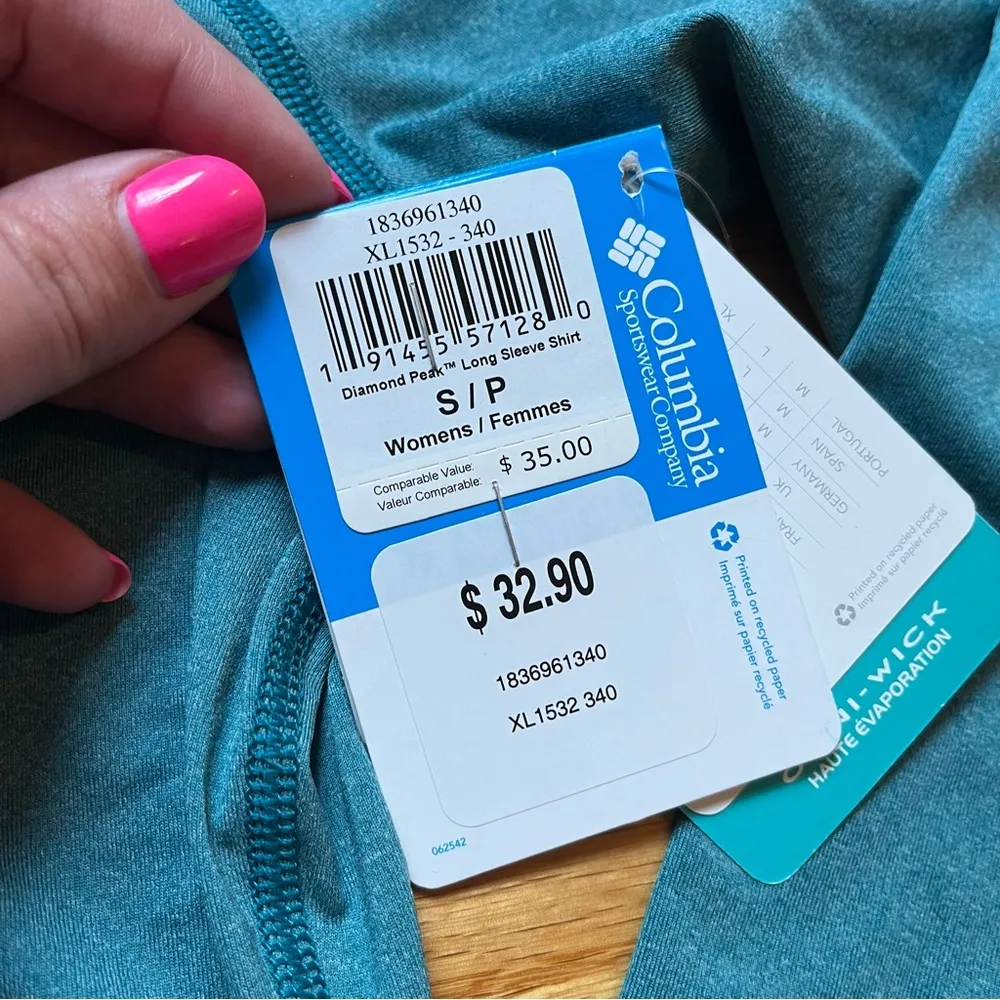 1836961340
XL1532 - 340
1 91455 57128 0
Diamond Peak™ Long Sleeve Shirt
S / P
Womens / Femmes
Comparable Value:
Valeur Comparable:
$ 35.00
$ 32.90
1836961340
XL1532 340
062542
Columbia
Sportswear Company
Printed on recycled paper
Imprimé sur papier recyclé
XL
L
L
M
M
M
PORTUGAL
SPAIN
GERMANY
UK
Printed on recycled paper
Imprimé sur papier recyclé
WICK
HAUTE ÉVAPORATION